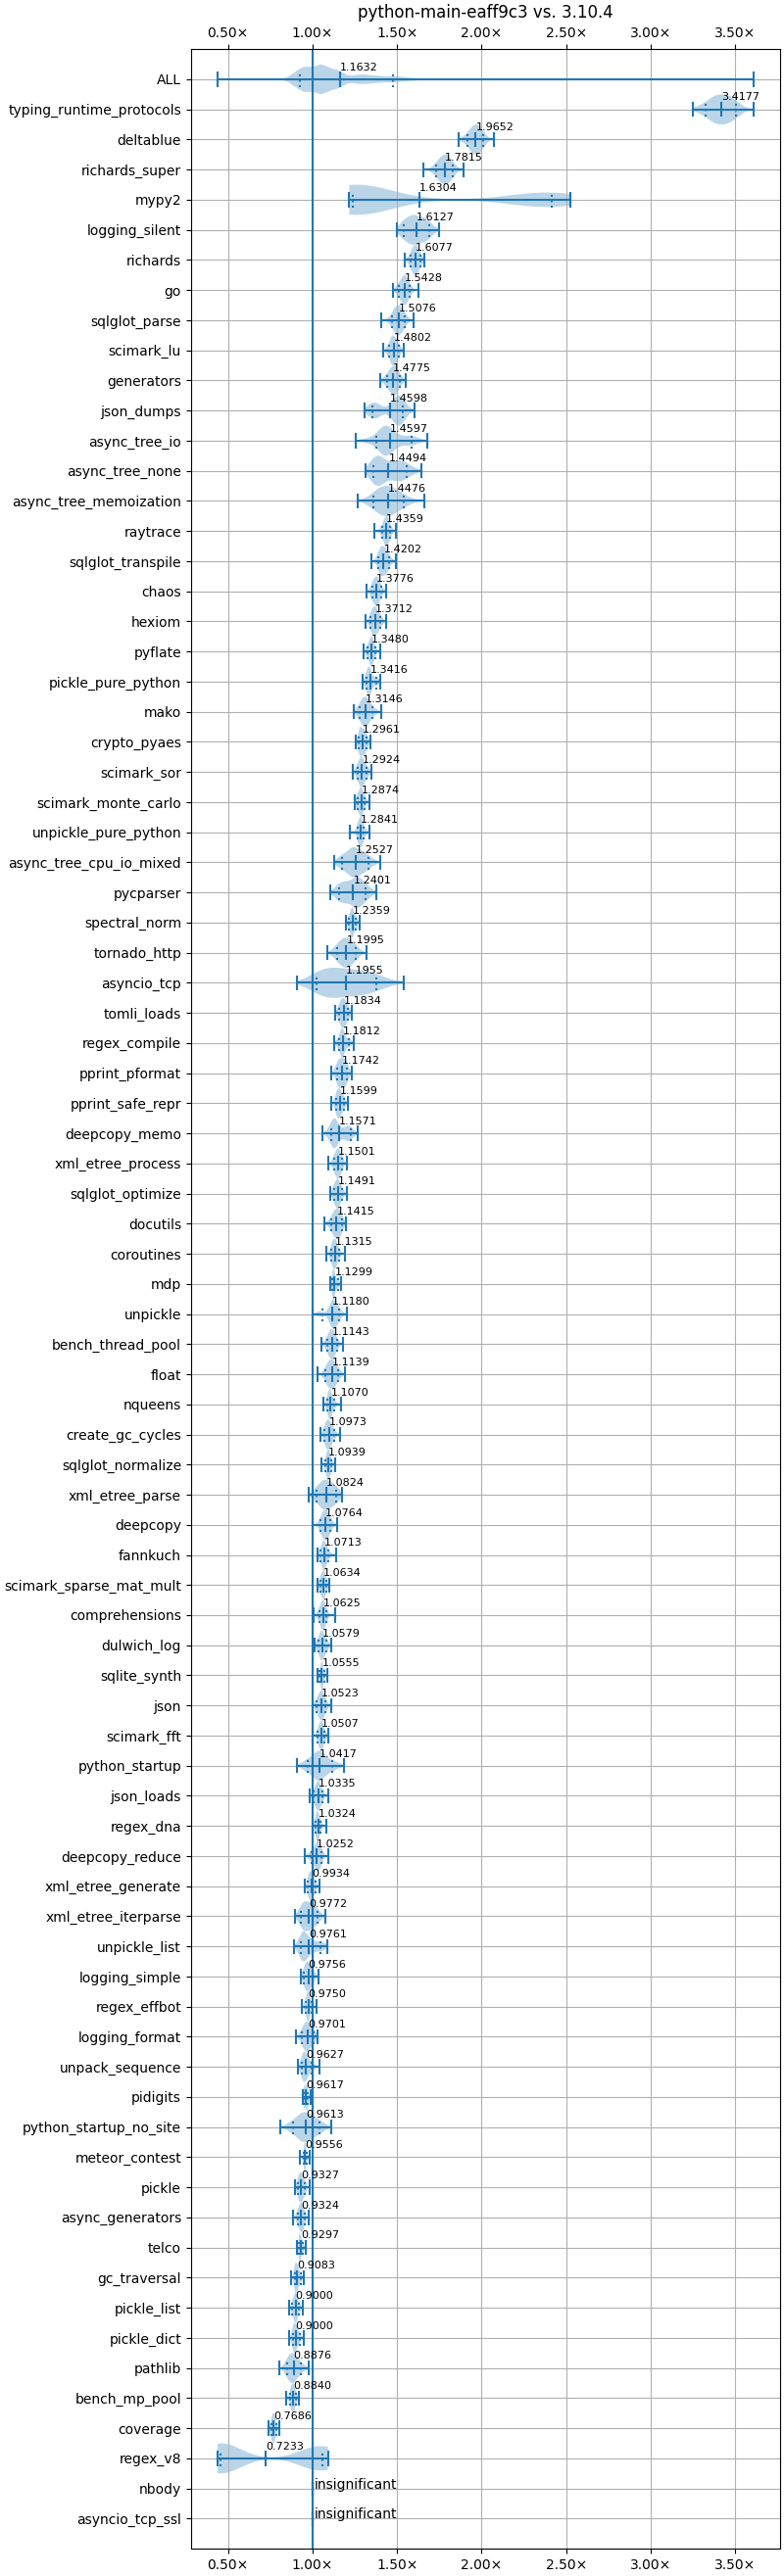 python-main-eaff9c3 vs. 3.10.4
0.50× 1.00× 1.50× 2.00× 2.50× 3.00× 3.50×
ALL 1.1632
typing_runtime_protocols 3.4177
deltablue 1.9652
richards_super 1.7815
mypy2 1.6304
logging_silent 1.6127
richards 1.6077
go 1.5428
sqlglot_parse 1.5076
scimark_lu 1.4802
generators 1.4775
json_dumps 1.4598
async_tree_io 1.4597
async_tree_none 1.4494
async_tree_memoization 1.4476
raytrace 1.4359
sqlglot_transpile 1.4202
chaos 1.3776
hexiom 1.3712
pyflate 1.3480
pickle_pure_python 1.3416
mako 1.3146
crypto_pyaes 1.2961
scimark_sor 1.2924
scimark_monte_carlo 1.2874
unpickle_pure_python 1.2841
async_tree_cpu_io_mixed 1.2527
pycparser 1.2401
spectral_norm 1.2359
tornado_http 1.1995
asyncio_tcp 1.1955
tomli_loads 1.1834
regex_compile 1.1812
pprint_pformat 1.1742
pprint_safe_repr 1.1599
deepcopy_memo 1.1571
xml_etree_process 1.1501
sqlglot_optimize 1.1491
docutils 1.1415
coroutines 1.1315
mdp 1.1299
unpickle 1.1180
bench_thread_pool 1.1143
float 1.1139
nqueens 1.1070
create_gc_cycles 1.0973
sqlglot_normalize 1.0939
xml_etree_parse 1.0824
deepcopy 1.0764
fannkuch 1.0713
scimark_sparse_mat_mult 1.0634
comprehensions 1.0625
dulwich_log 1.0579
sqlite_synth 1.0555
json 1.0523
scimark_fft 1.0507
python_startup 1.0417
json_loads 1.0335
regex_dna 1.0324
deepcopy_reduce 1.0252
xml_etree_generate 0.9934
xml_etree_iterparse 0.9772
unpickle_list 0.9761
logging_simple 0.9756
regex_effbot 0.9750
logging_format 0.9701
unpack_sequence 0.9627
pidigits 0.9617
python_startup_no_site 0.9613
meteor_contest 0.9556
pickle 0.9327
async_generators 0.9324
telco 0.9297
gc_traversal 0.9083
pickle_list 0.9000
pickle_dict 0.9000
pathlib 0.8876
bench_mp_pool 0.8840
coverage 0.7686
regex_v8 0.7233
nbody insignificant
asyncio_tcp_ssl insignificant
0.50× 1.00× 1.50× 2.00× 2.50× 3.00× 3.50×